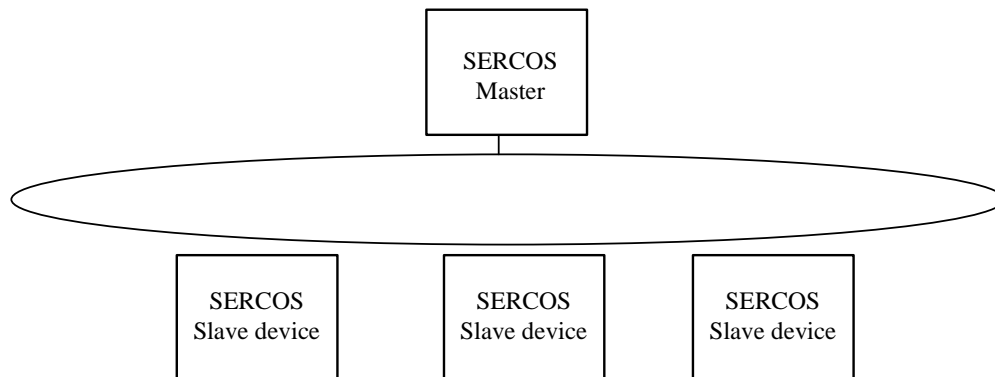 SERCOS
Master
SERCOS
Slave device
SERCOS
Slave device
SERCOS
Slave device